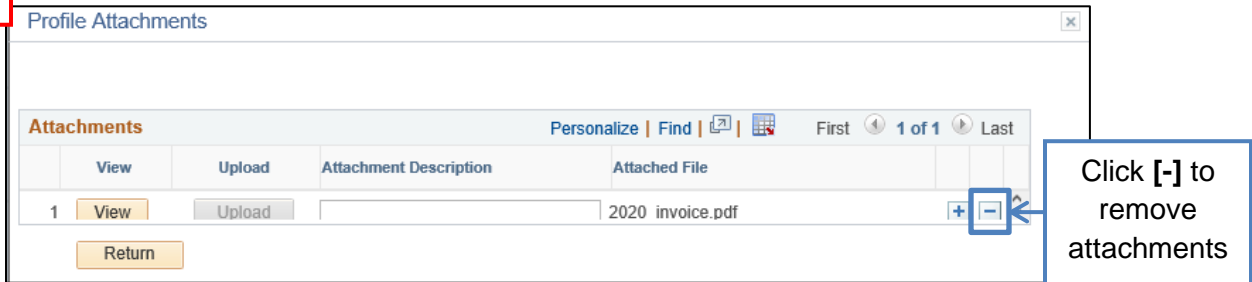 Profile Attachments
Attachments Personalize | Find | | First 1 of 1 Last
View Upload Attachment Description Attached File
1 View Upload 2020 invoice.pdf + -
Return
Click [-] to
remove
attachments